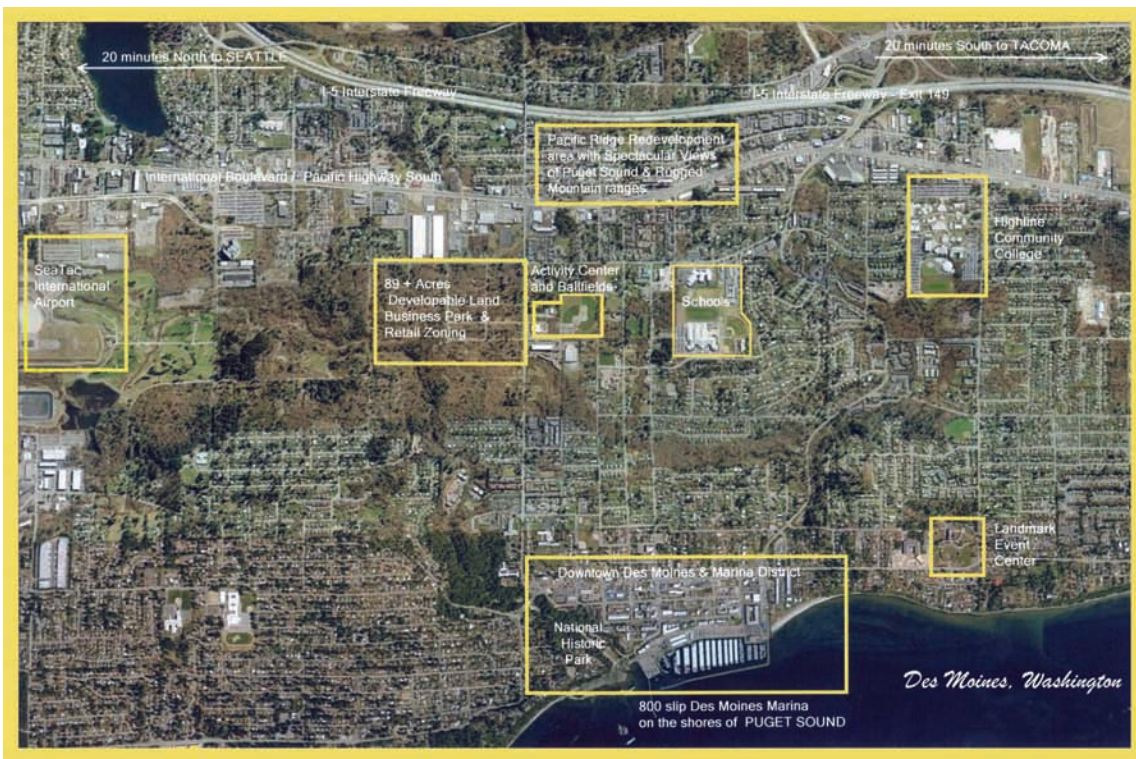 20 minutes North to SEATTLE
20 minutes South to TACOMA
I-5 Interstate Freeway
I-5 Interstate Freeway - Exit 149
Pacific Ridge Redevelopment
area with Spectacular Views
of Puget Sound & Rugged
Mountain ranges
International Boulevard / Pacific Highway South
Highline
Community
College
SeaTac
International
Airport
89 + Acres
Developable Land
Business Park &
Retail Zoning
Activity Center
and Ballfields
Schools
Landmark
Event
Center
Downtown Des Moines & Marina District
National
Historic
Park
Des Moines, Washington
800 slip Des Moines Marina
on the shores of PUGET SOUND